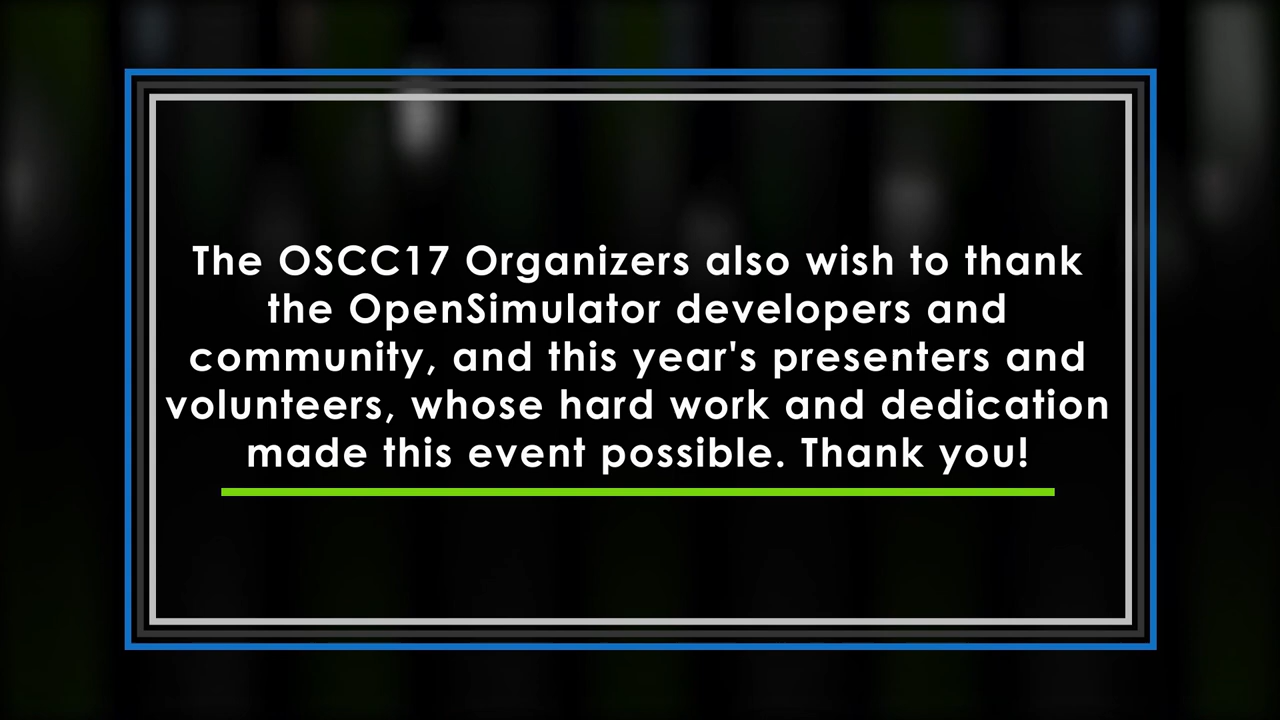 The OSCC17 Organizers also wish to thank
the OpenSimulator developers and
community, and this year's presenters and
volunteers, whose hard work and dedication
made this event possible. Thank you!